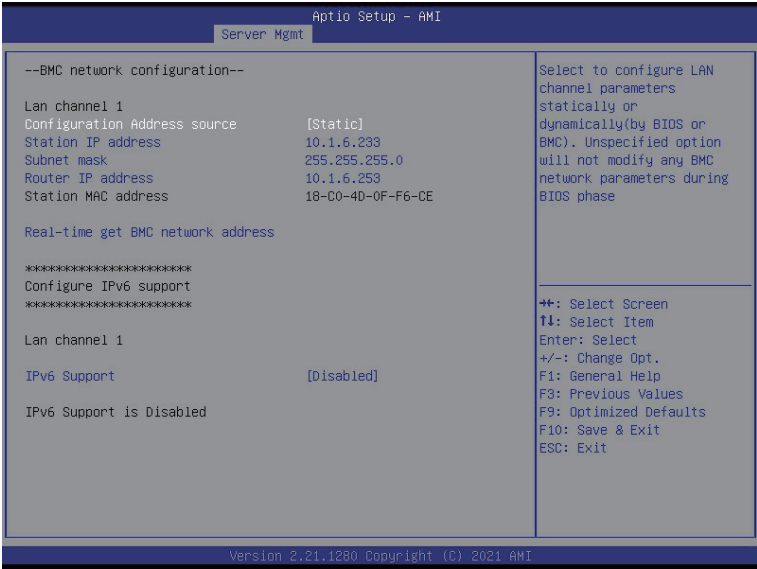 Aptio Setup – AMI
Server Mgmt
--BMC network configuration--
Lan channel 1
Configuration Address source [Static]
Station IP address 10.1.6.233
Subnet mask 255.255.255.0
Router IP address 10.1.6.253
Station MAC address 18-C0-4D-0F-F6-CE
Real-time get BMC network address
**********************
Configure IPv6 support
**********************
Lan channel 1
IPv6 Support [Disabled]
IPv6 Support is Disabled
Select to configure LAN
channel parameters
statically or
dynamically(by BIOS or
BMC). Unspecified option
will not modify any BMC
network parameters during
BIOS phase
→←: Select Screen
↑↓: Select Item
Enter: Select
+/-: Change Opt.
F1: General Help
F3: Previous Values
F9: Optimized Defaults
F10: Save & Exit
ESC: Exit
Version 2.21.1280 Copyright (C) 2021 AMI